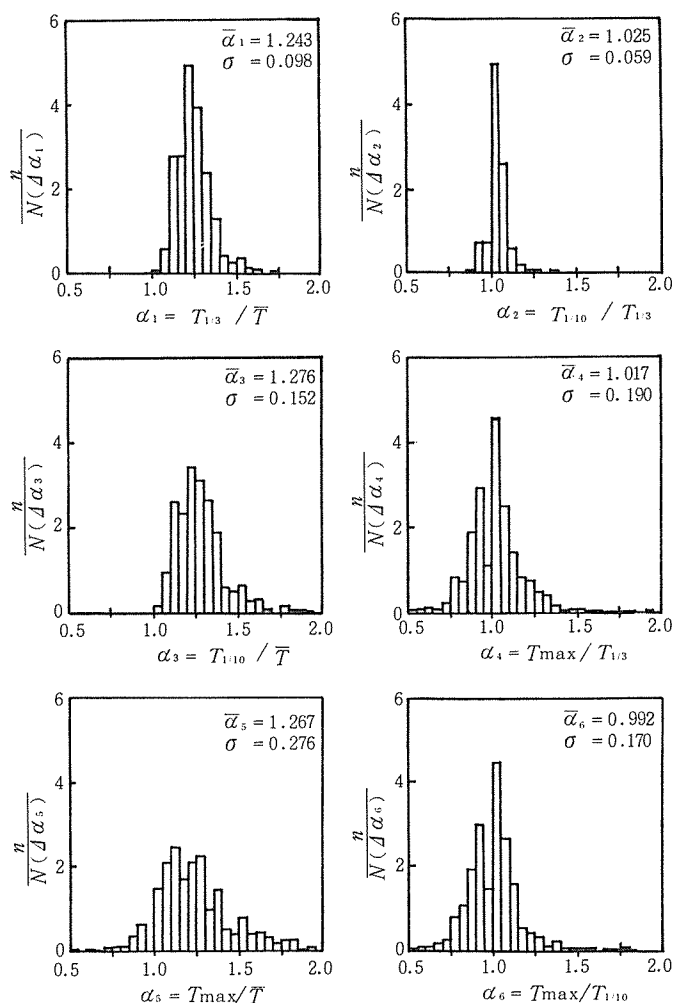 ᾱ₁ = 1.243
σ = 0.098
n / N(Δα₁)
6
4
2
0
0.5 1.0 1.5 2.0
α₁ = T₁/₃ / T̄
ᾱ₂ = 1.025
σ = 0.059
n / N(Δα₂)
6
4
2
0
0.5 1.0 1.5 2.0
α₂ = T₁/₁₀ / T₁/₃
ᾱ₃ = 1.276
σ = 0.152
n / N(Δα₃)
6
4
2
0
0.5 1.0 1.5 2.0
α₃ = T₁/₁₀ / T̄
ᾱ₄ = 1.017
σ = 0.190
n / N(Δα₄)
6
4
2
0
0.5 1.0 1.5 2.0
α₄ = Tmax / T₁/₃
ᾱ₅ = 1.267
σ = 0.276
n / N(Δα₅)
6
4
2
0
0.5 1.0 1.5 2.0
α₅ = Tmax / T̄
ᾱ₆ = 0.992
σ = 0.170
n / N(Δα₆)
6
4
2
0
0.5 1.0 1.5 2.0
α₆ = Tmax / T₁/₁₀